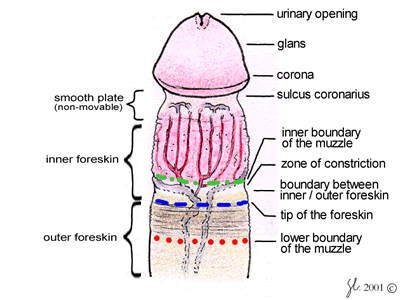 urinary opening
glans
corona
sulcus coronarius
smooth plate
(non-movable)
inner foreskin
outer foreskin
inner boundary
of the muzzle
zone of constriction
boundary between
inner / outer foreskin
tip of the foreskin
lower boundary
of the muzzle
2001 ©